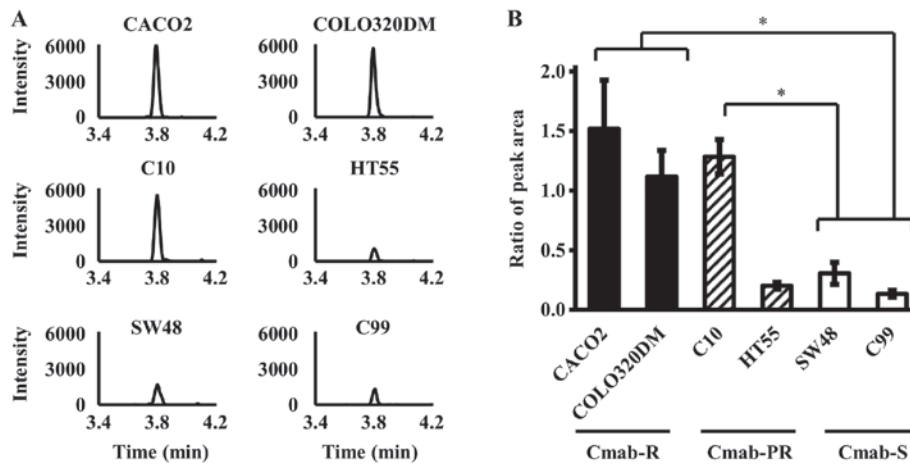 A
CACO2
COLO320DM
Intensity
6000
3000
0
6000
3000
0
3.4 3.8 4.2
3.4 3.8 4.2
C10
HT55
Intensity
6000
3000
0
6000
3000
0
3.4 3.8 4.2
3.4 3.8 4.2
SW48
C99
Intensity
6000
3000
0
6000
3000
0
3.4 3.8 4.2
3.4 3.8 4.2
Time (min)
Time (min)
B
*
*
Ratio of peak area
2.0
1.5
1.0
0.5
0.0
CACO2
COLO320DM
C10
HT55
SW48
C99
Cmab-R
Cmab-PR
Cmab-S